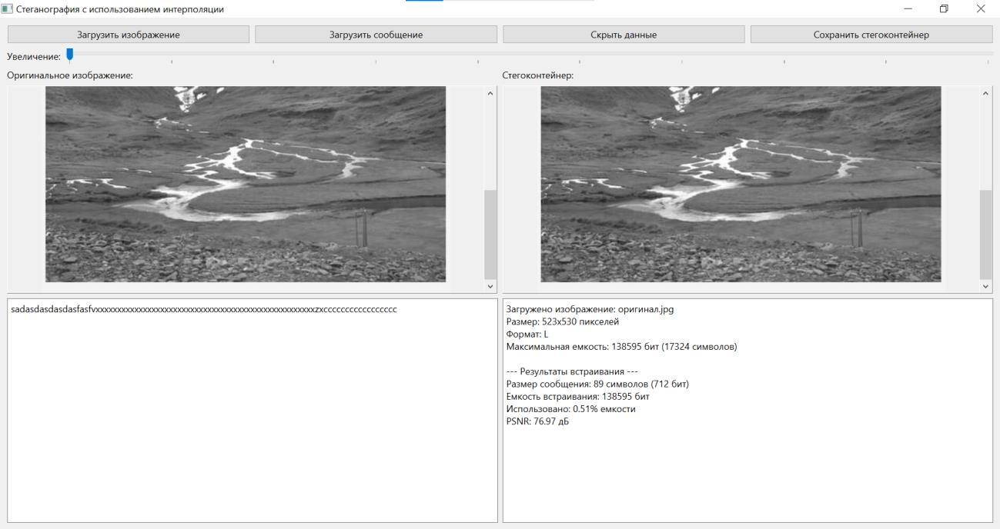 Стеганография с использованием интерполяции
Загрузить изображение
Загрузить сообщение
Скрыть данные
Сохранить стегоконтейнер
Увеличение:
Оригинальное изображение:
Стегоконтейнер:
Загружено изображение: оригинал.jpg
Размер: 523x530 пикселей
Формат: L
Максимальная емкость: 138595 бит (17324 символов)
--- Результаты встраивания ---
Размер сообщения: 89 символов (712 бит)
Емкость встраивания: 138595 бит
Использовано: 0.51% емкости
PSNR: 76.97 дБ